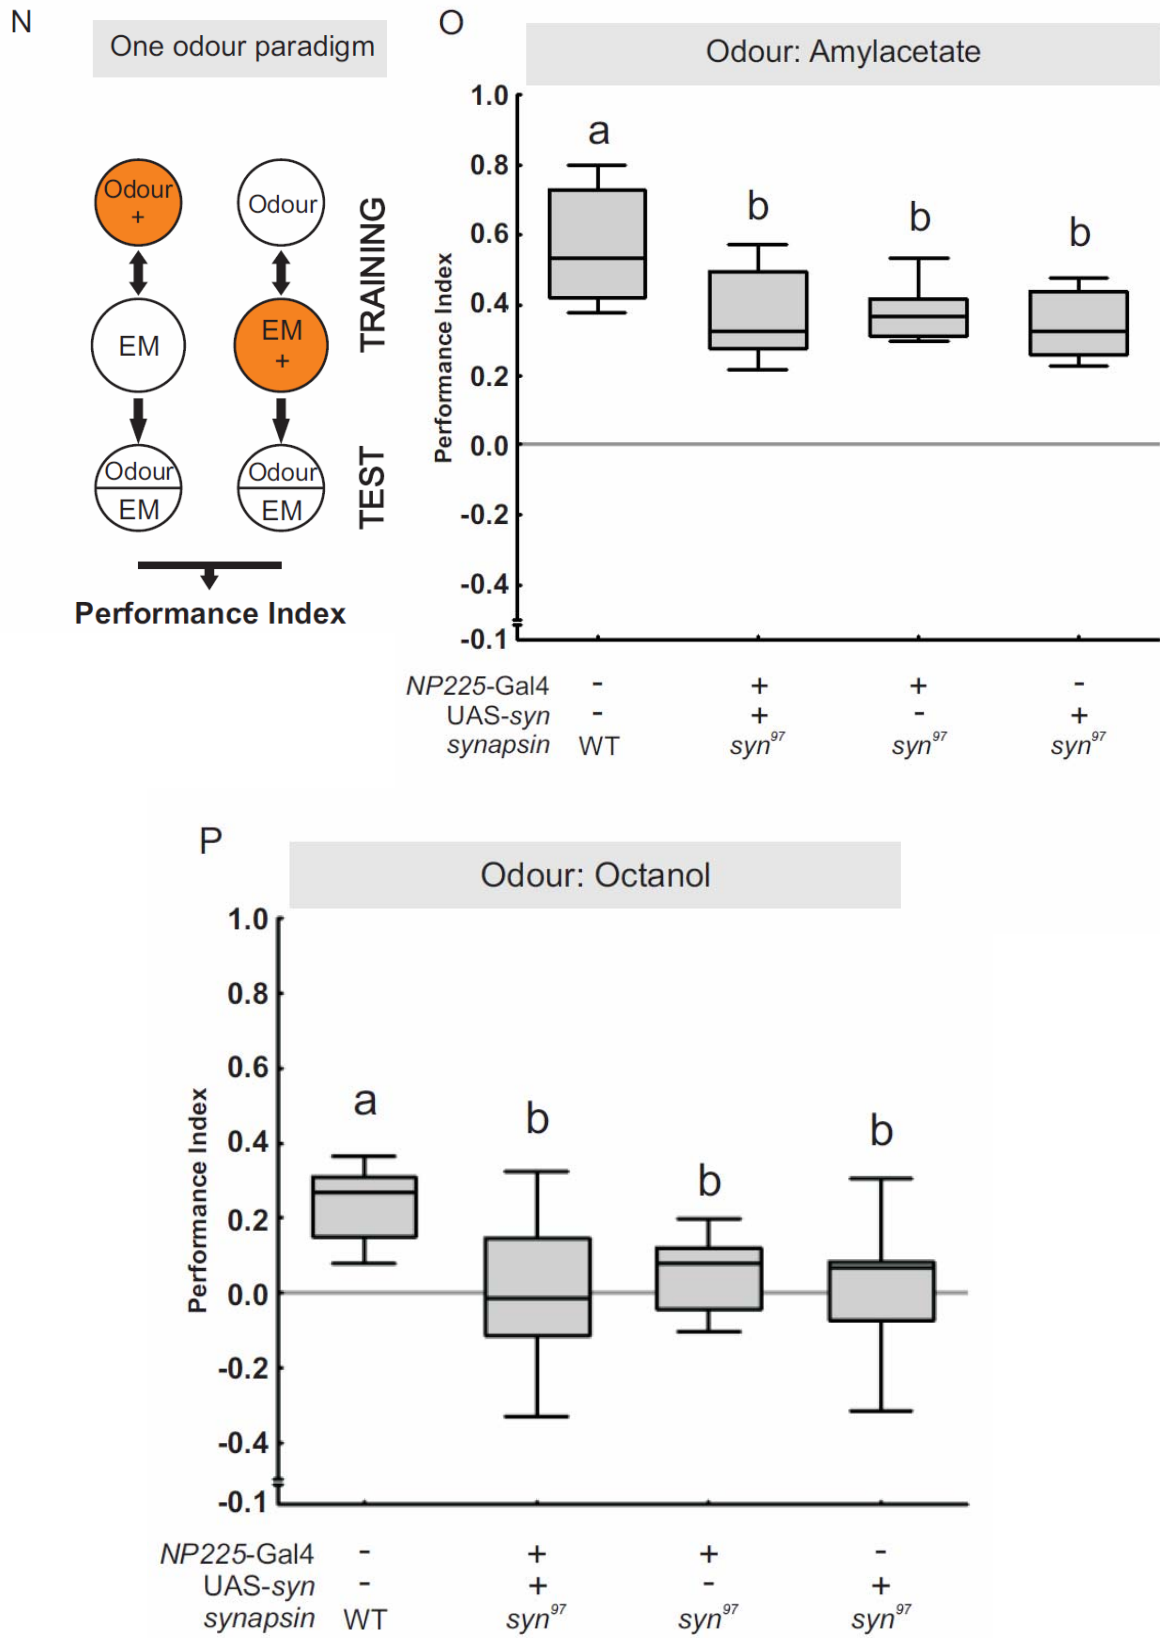 N
One odour paradigm
Odour
+
Odour
EM
EM
+
Odour
EM
Odour
EM
TRAINING
TEST
Performance Index
O
Odour: Amylacetate
Performance Index
1.0
0.8
0.6
0.4
0.2
0.0
-0.2
-0.4
-0.1
a
b
b
b
NP225-Gal4 - + + -
UAS-syn - + - +
synapsin WT syn97 syn97 syn97
P
Odour: Octanol
Performance Index
1.0
0.8
0.6
0.4
0.2
0.0
-0.2
-0.4
-0.1
a
b
b
b
NP225-Gal4 - + + -
UAS-syn - + - +
synapsin WT syn97 syn97 syn97